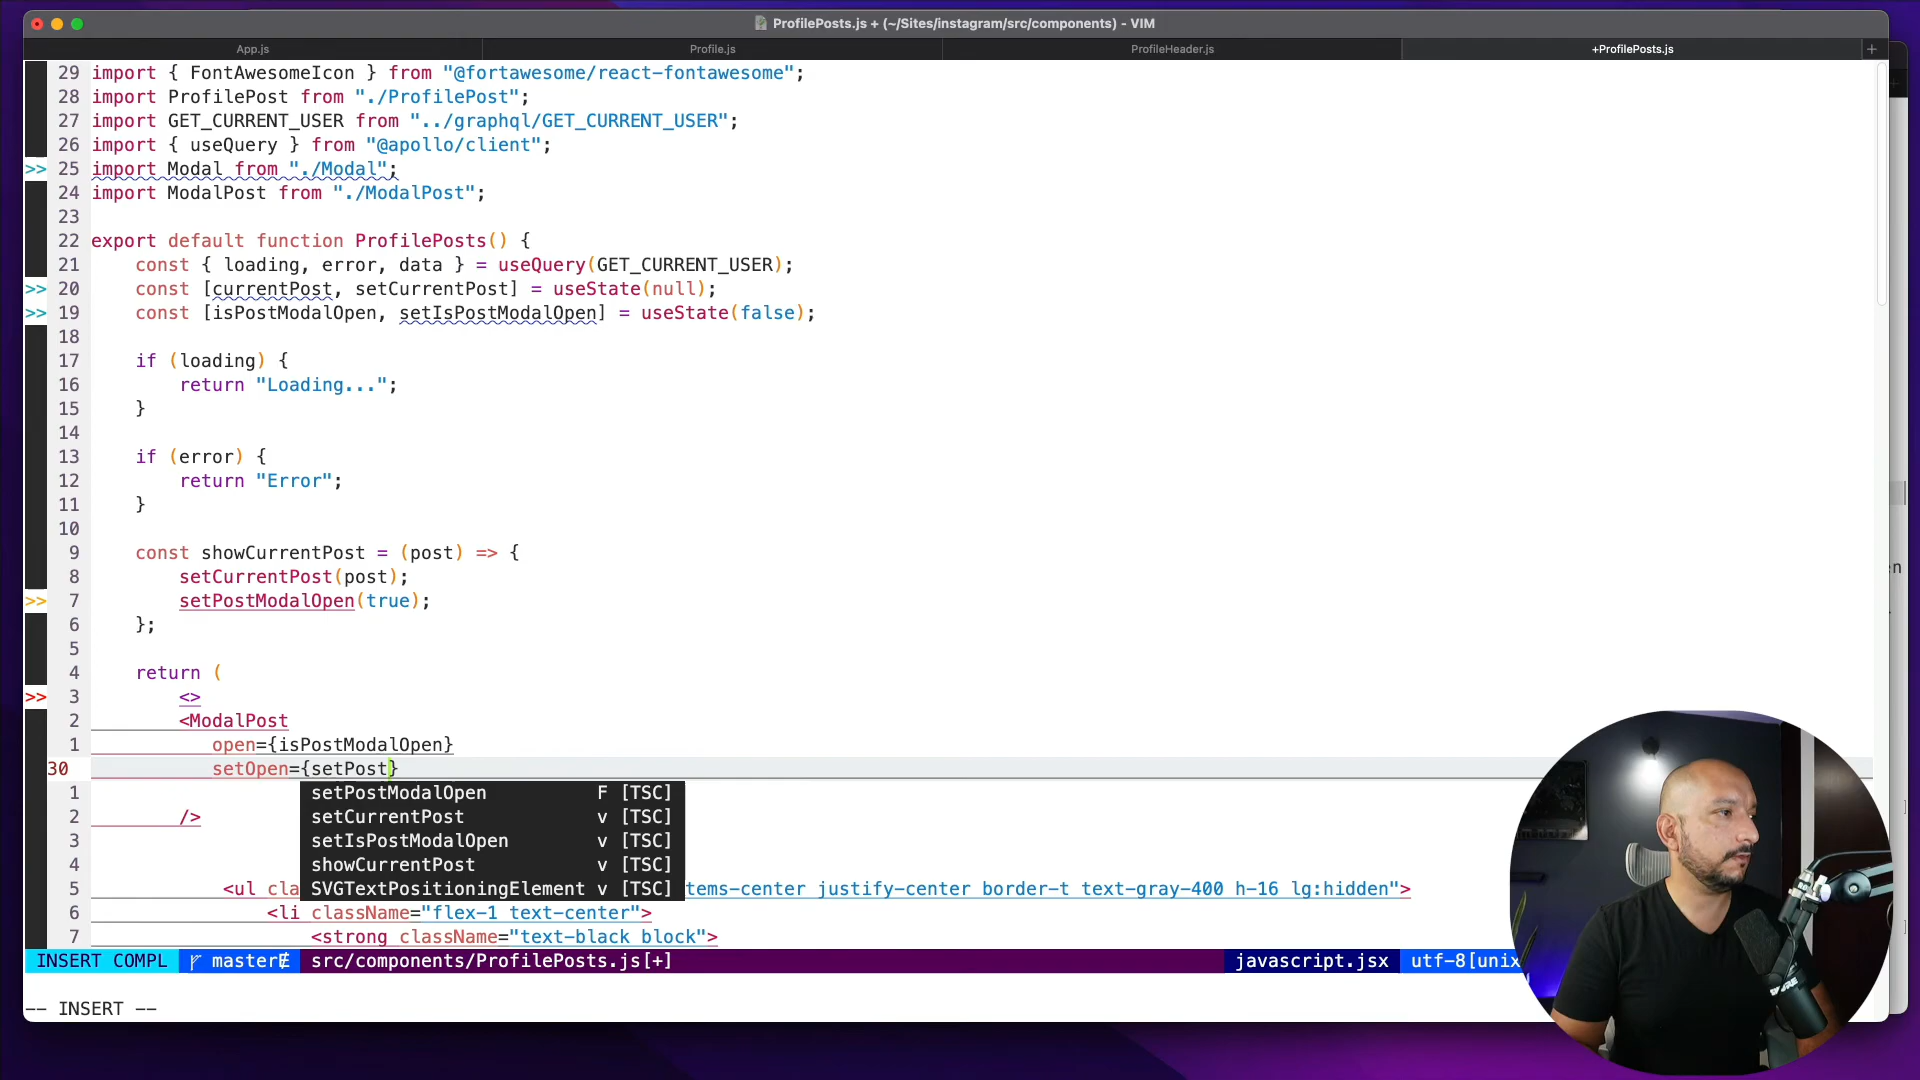 ProfilePosts.js + (~/Sites/instagram/src/components) - VIM
App.js
Profile.js
ProfileHeader.js
+ProfilePosts.js
+
29 import { FontAwesomeIcon } from "@fortawesome/react-fontawesome";
28 import ProfilePost from "./ProfilePost";
27 import GET_CURRENT_USER from "../graphql/GET_CURRENT_USER";
26 import { useQuery } from "@apollo/client";
>> 25 import Modal from "./Modal";
24 import ModalPost from "./ModalPost";
23
22 export default function ProfilePosts() {
21 const { loading, error, data } = useQuery(GET_CURRENT_USER);
>> 20 const [currentPost, setCurrentPost] = useState(null);
>> 19 const [isPostModalOpen, setIsPostModalOpen] = useState(false);
18
17 if (loading) {
16 return "Loading...";
15 }
14
13 if (error) {
12 return "Error";
11 }
10
9 const showCurrentPost = (post) => {
8 setCurrentPost(post);
>> 7 setPostModalOpen(true);
6 };
5
4 return (
>> 3 <>
2 <ModalPost
1 open={isPostModalOpen}
30 setOpen={setPost}
1 setPostModalOpen F [TSC]
2 /> setCurrentPost v [TSC]
3 setIsPostModalOpen v [TSC]
4 showCurrentPost v [TSC]
5 <ul cla SVGTextPositioningElement v [TSC] tems-center justify-center border-t text-gray-400 h-16 lg:hidden">
6 <li className="flex-1 text-center">
7 <strong className="text-black block">
INSERT COMPL master src/components/ProfilePosts.js[+] javascript.jsx utf-8[unix
-- INSERT --